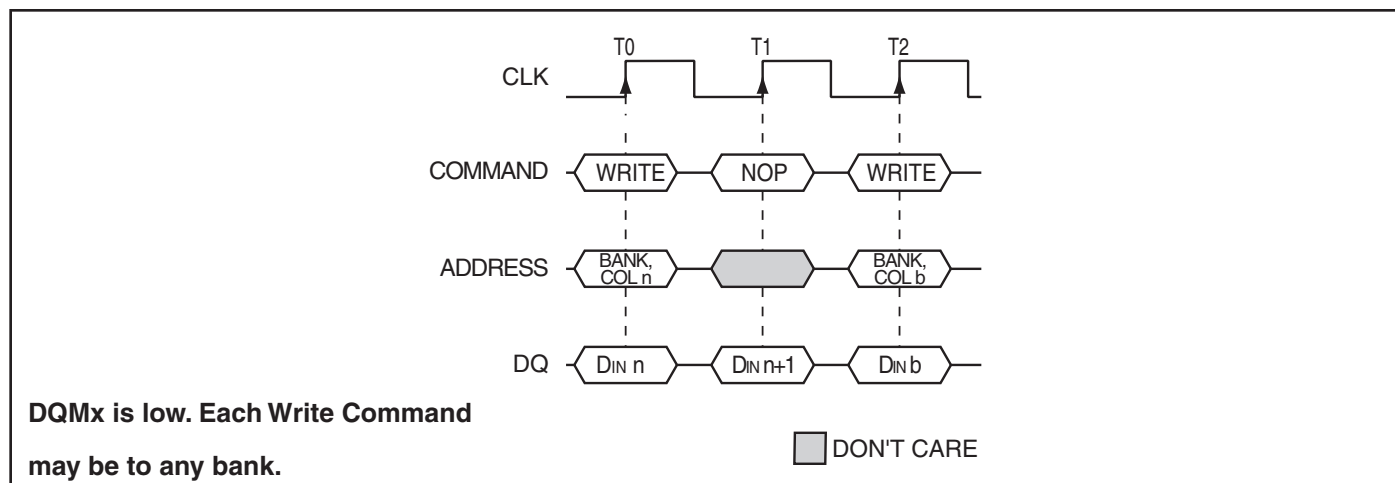 T0 T1 T2
CLK
COMMAND WRITE NOP WRITE
ADDRESS BANK, COL n BANK, COL b
DQ DIN n DIN n+1 DIN b
DQMx is low. Each Write Command
may be to any bank.
DON'T CARE